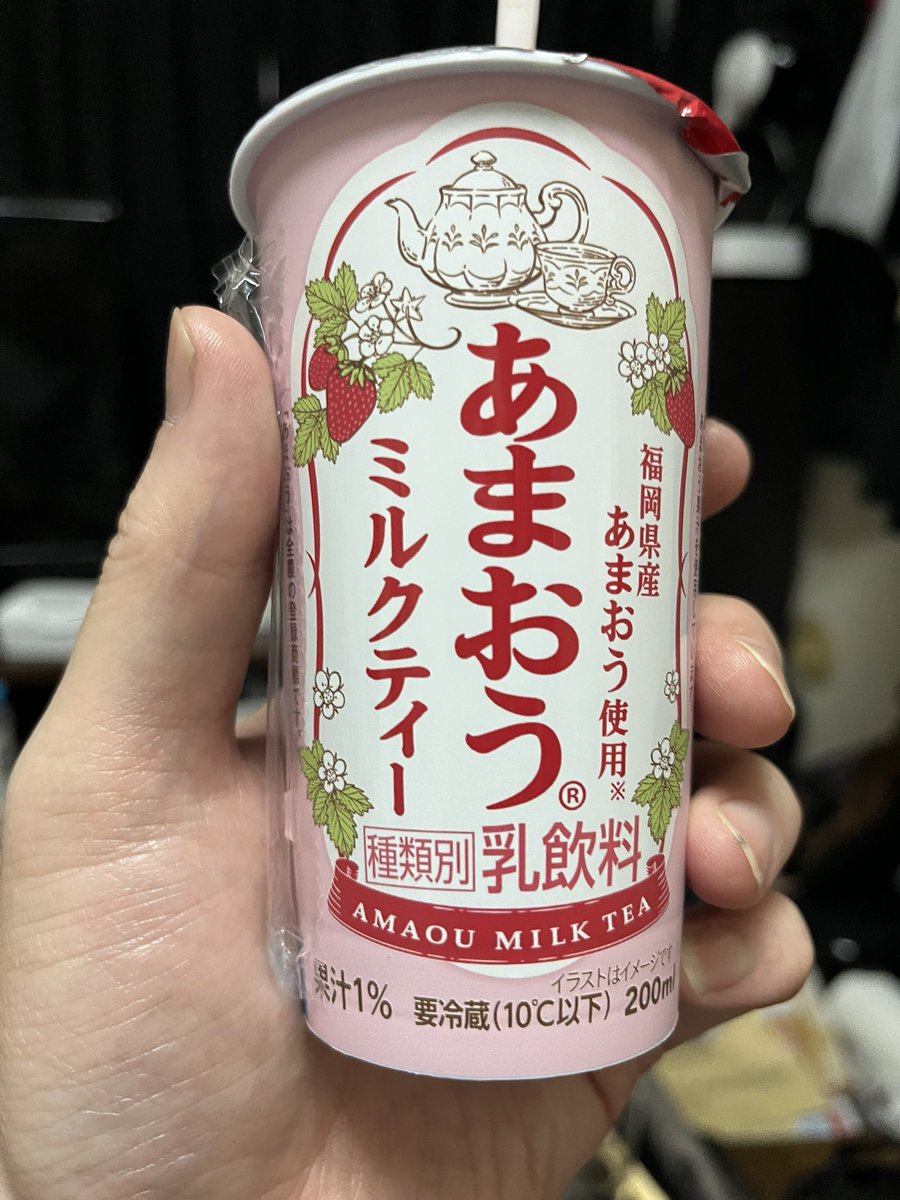 福岡県産
あまおう使用※
あまおう®
ミルクティー
種類別 乳飲料
AMAOU MILK TEA
イラストはイメージです
果汁1% 要冷蔵(10℃以下) 200ml